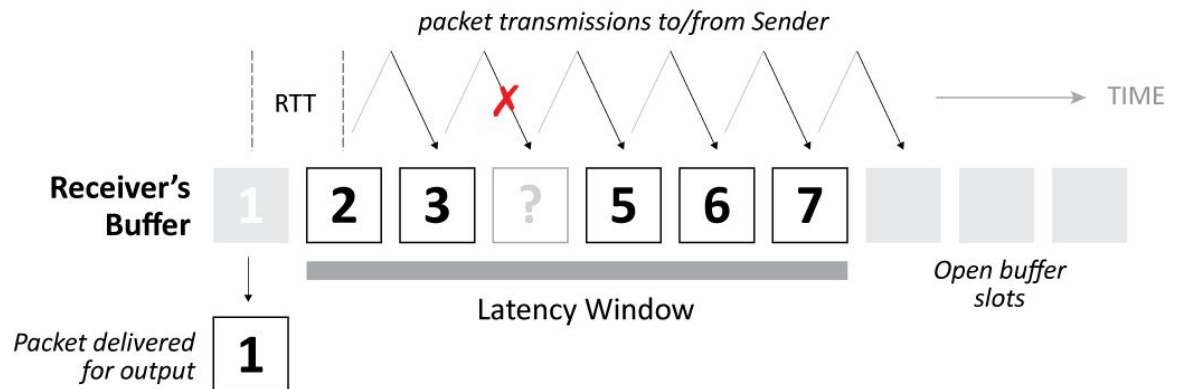 packet transmissions to/from Sender
RTT
TIME
Receiver's
Buffer
1
2
3
?
5
6
7
Latency Window
Open buffer
slots
Packet delivered
for output
1